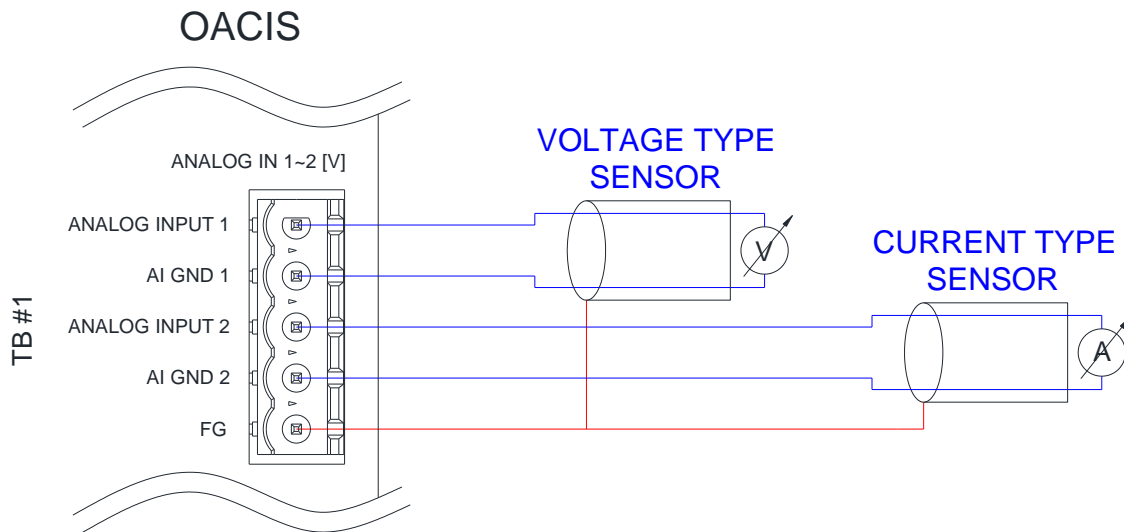 OACIS
ANALOG IN 1~2 [V]
TB #1
ANALOG INPUT 1
AI GND 1
ANALOG INPUT 2
AI GND 2
FG
VOLTAGE TYPE
SENSOR
V
CURRENT TYPE
SENSOR
A